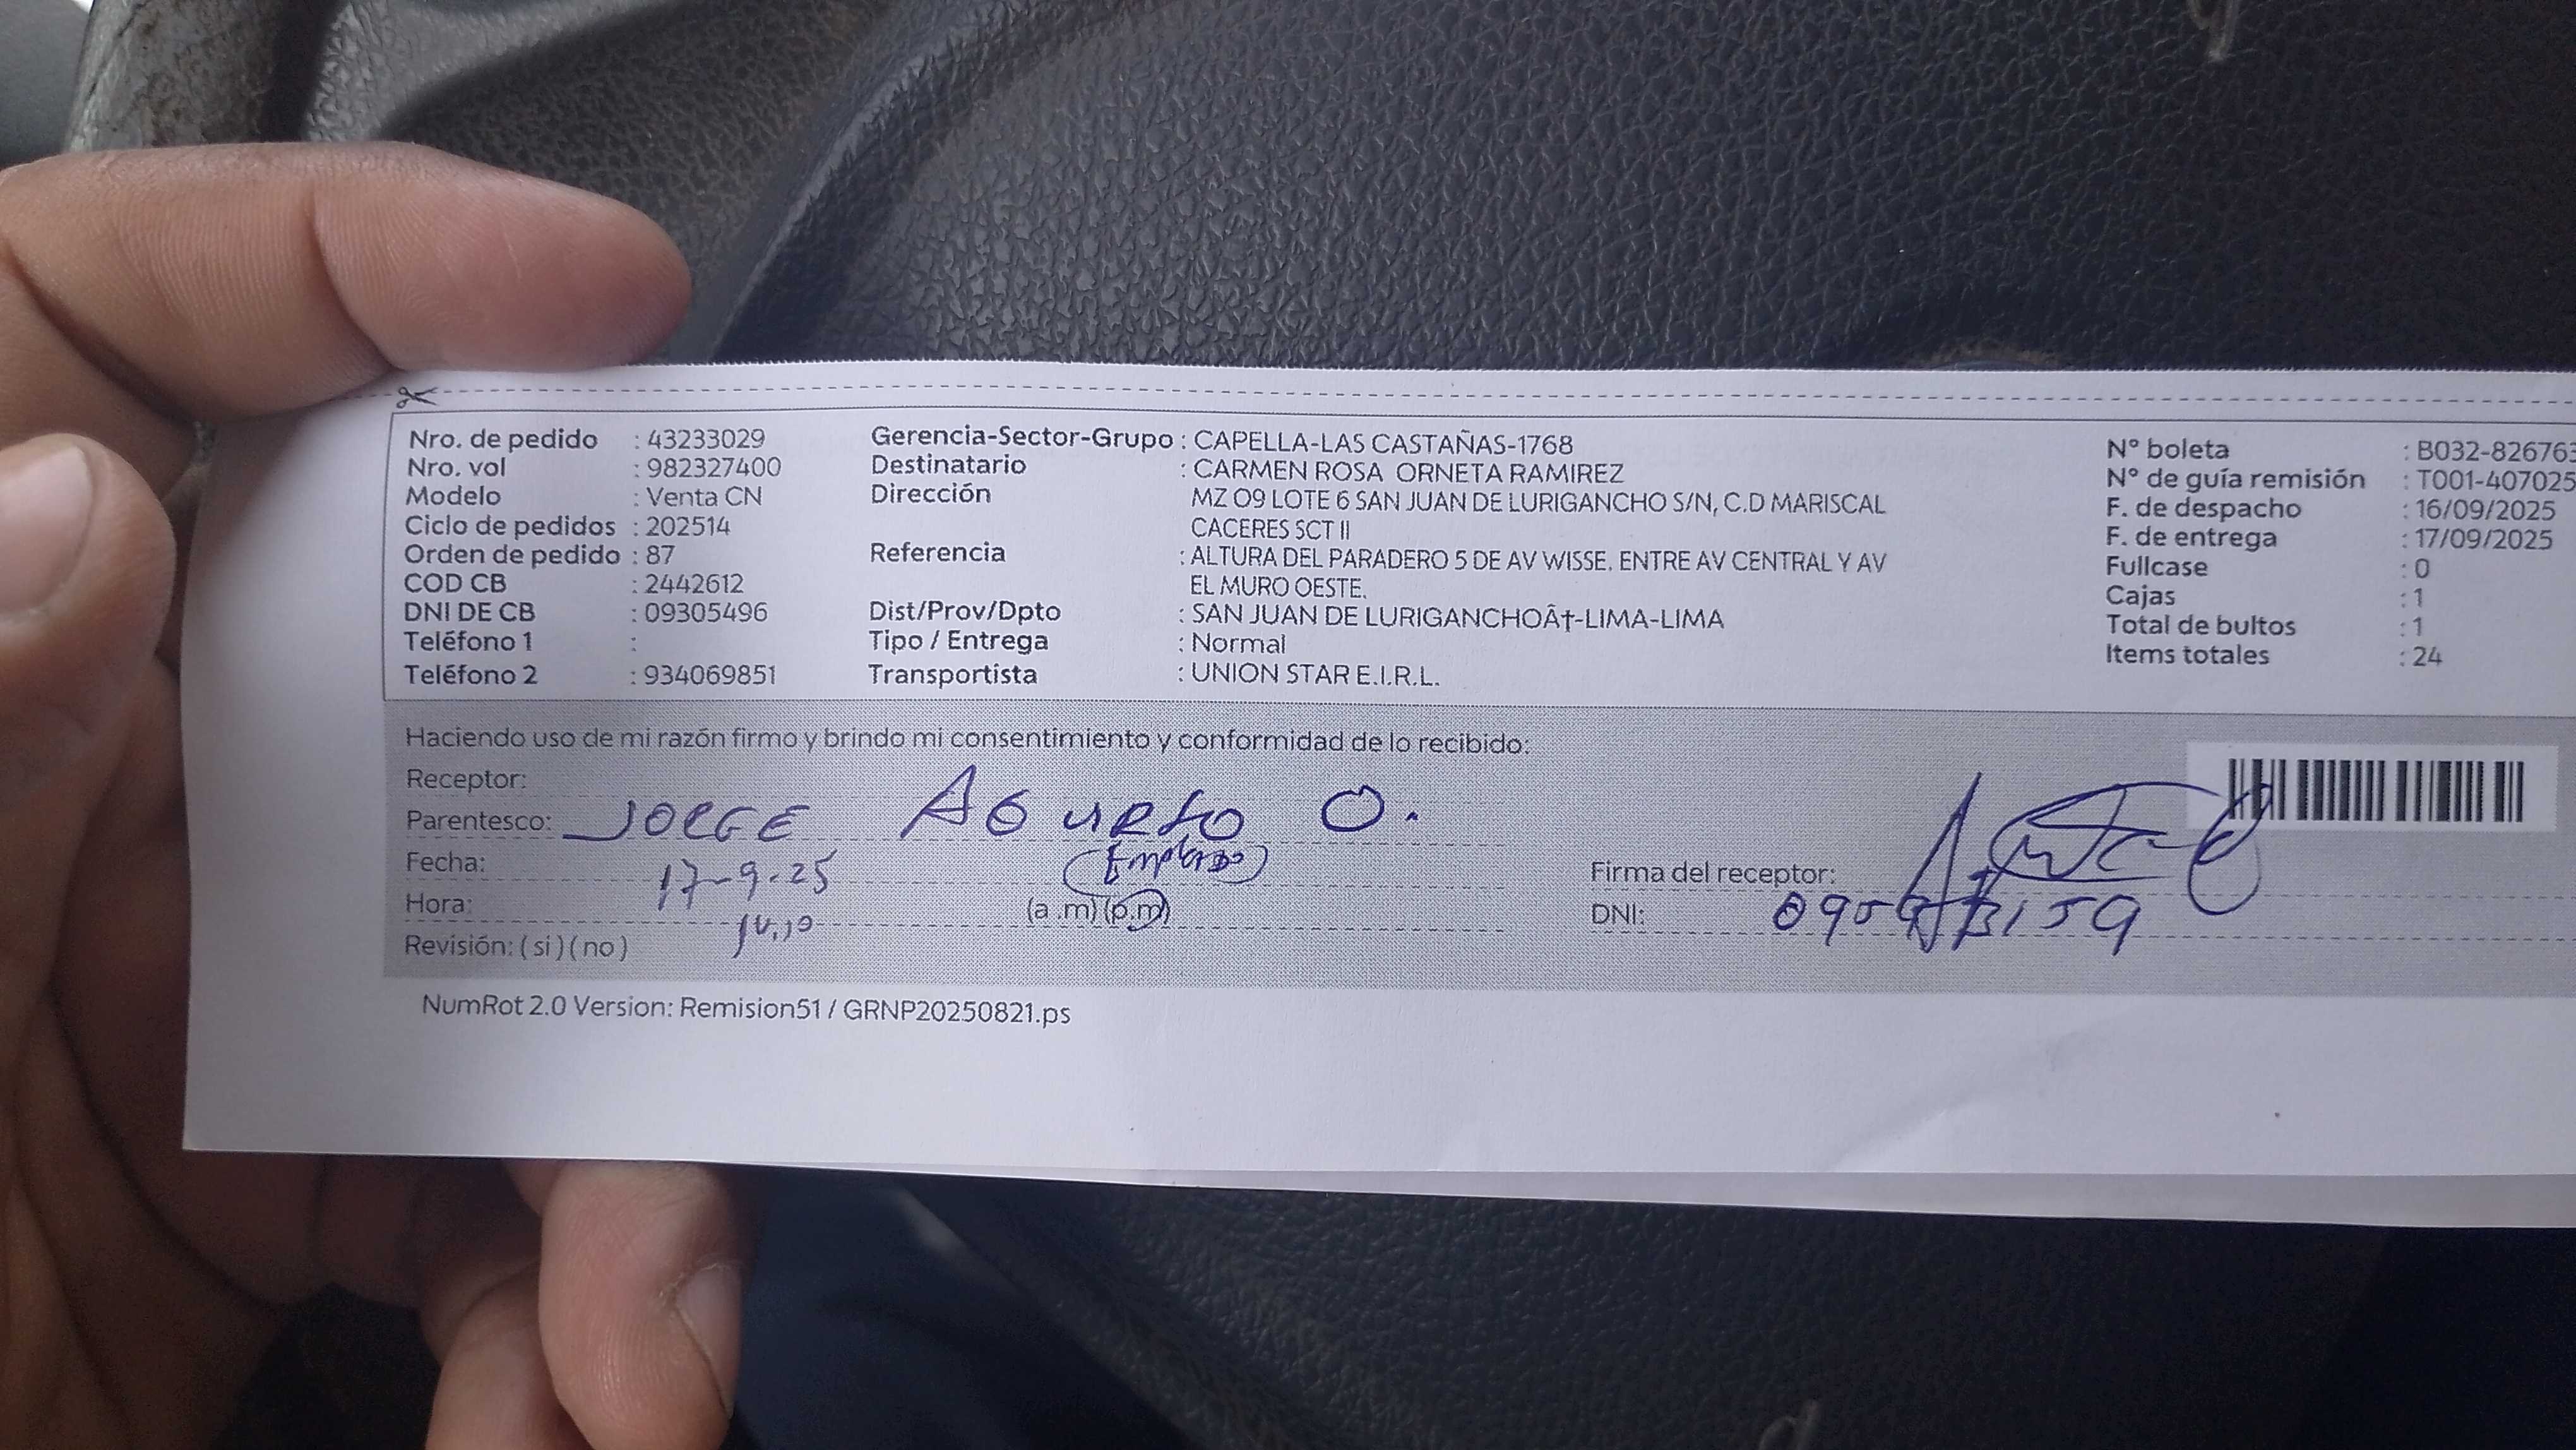 Nro. de pedido : 43233029
Nro. vol : 982327400
Modelo : Venta CN
Ciclo de pedidos : 202514
Orden de pedido : 87
COD CB : 2442612
DNI DE CB : 09305496
Teléfono 1 :
Teléfono 2 : 934069851
Gerencia-Sector-Grupo : CAPELLA-LAS CASTAÑAS-1768
Destinatario : CARMEN ROSA ORNETA RAMIREZ
Dirección MZ O9 LOTE 6 SAN JUAN DE LURIGANCHO S/N, C.D MARISCAL
CACERES SCT II
Referencia : ALTURA DEL PARADERO 5 DE AV WISSE. ENTRE AV CENTRAL Y AV
EL MURO OESTE.
Dist/Prov/Dpto : SAN JUAN DE LURIGANCHOÂ†-LIMA-LIMA
Tipo / Entrega : Normal
Transportista : UNION STAR E.I.R.L.
N° boleta : B032-826763
N° de guía remisión : T001-407025
F. de despacho : 16/09/2025
F. de entrega : 17/09/2025
Fullcase : 0
Cajas : 1
Total de bultos : 1
Items totales : 24
Haciendo uso de mi razón firmo y brindo mi consentimiento y conformidad de lo recibido:
Receptor:
Parentesco: JORGE AGURTO O.
Fecha: 17-9-25
Hora: (a .m) (p.m)
Revisión: ( si ) ( no )
Firma del receptor:
DNI:
NumRot 2.0 Version: Remision51 / GRNP20250821.ps